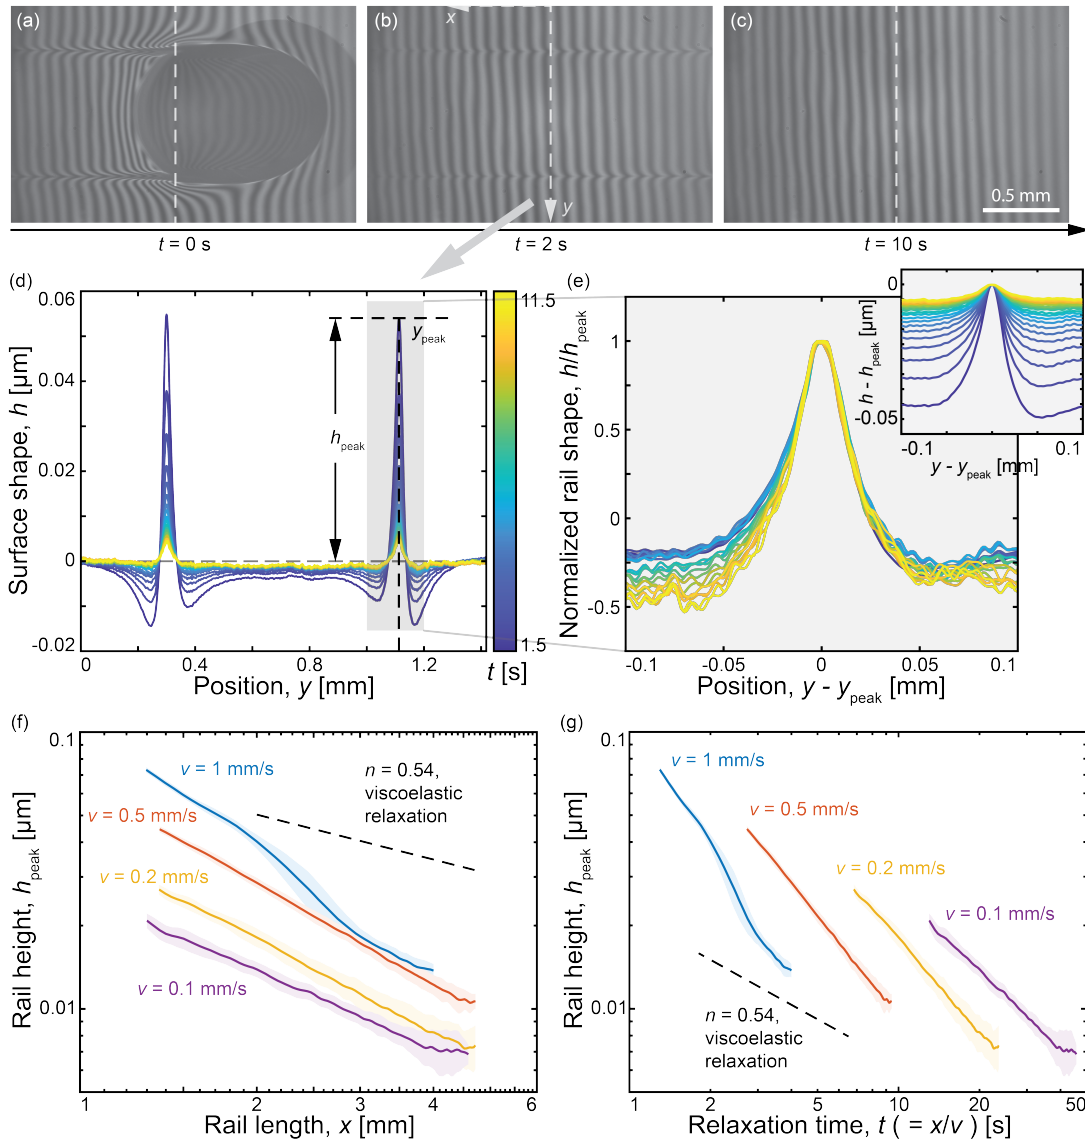 (a)
(b)
(c)
x
y
0.5 mm
t = 0 s
t = 2 s
t = 10 s
(d)
0.06
0.04
0.02
0
-0.02
Surface shape, h [µm]
0
0.4
0.8
1.2
Position, y [mm]
h_peak
y_peak
11.5
1.5
t [s]
(e)
1
0.5
0
-0.5
Normalized rail shape, h/h_peak
-0.1
-0.05
0
0.05
0.1
Position, y - y_peak [mm]
0
-0.05
h - h_peak [µm]
-0.1
0.1
y - y_peak [mm]
(f)
0.1
0.01
Rail height, h_peak [µm]
v = 1 mm/s
v = 0.5 mm/s
v = 0.2 mm/s
v = 0.1 mm/s
n = 0.54,
viscoelastic
relaxation
1
2
3
4
5
6
Rail length, x [mm]
(g)
0.1
0.01
Rail height, h_peak [µm]
v = 1 mm/s
v = 0.5 mm/s
v = 0.2 mm/s
v = 0.1 mm/s
n = 0.54,
viscoelastic
relaxation
1
2
5
10
20
50
Relaxation time, t ( = x/v ) [s]